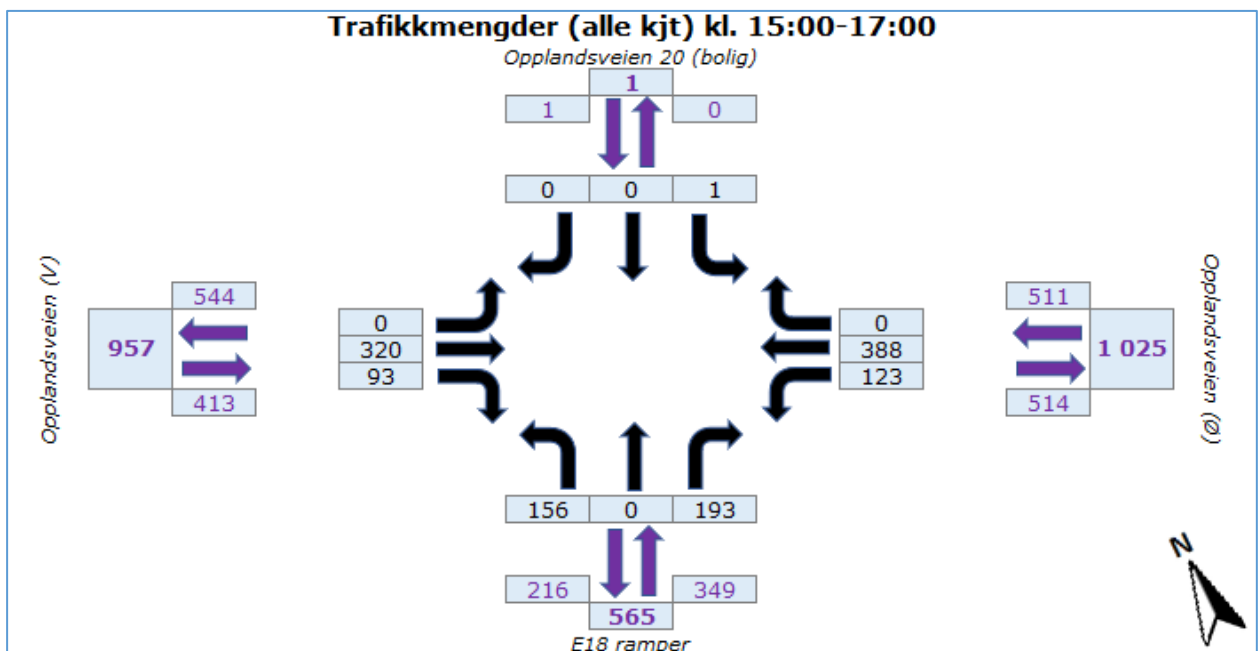 Trafikkmengder (alle kjt) kl. 15:00-17:00
Opplandsveien 20 (bolig)
1
1 0
0 0 1
Opplandsveien (V)
544
957
413
0
320
93
0
388
123
511
1 025
514
Opplandsveien (Ø)
156 0 193
216 349
565
E18 ramper
N